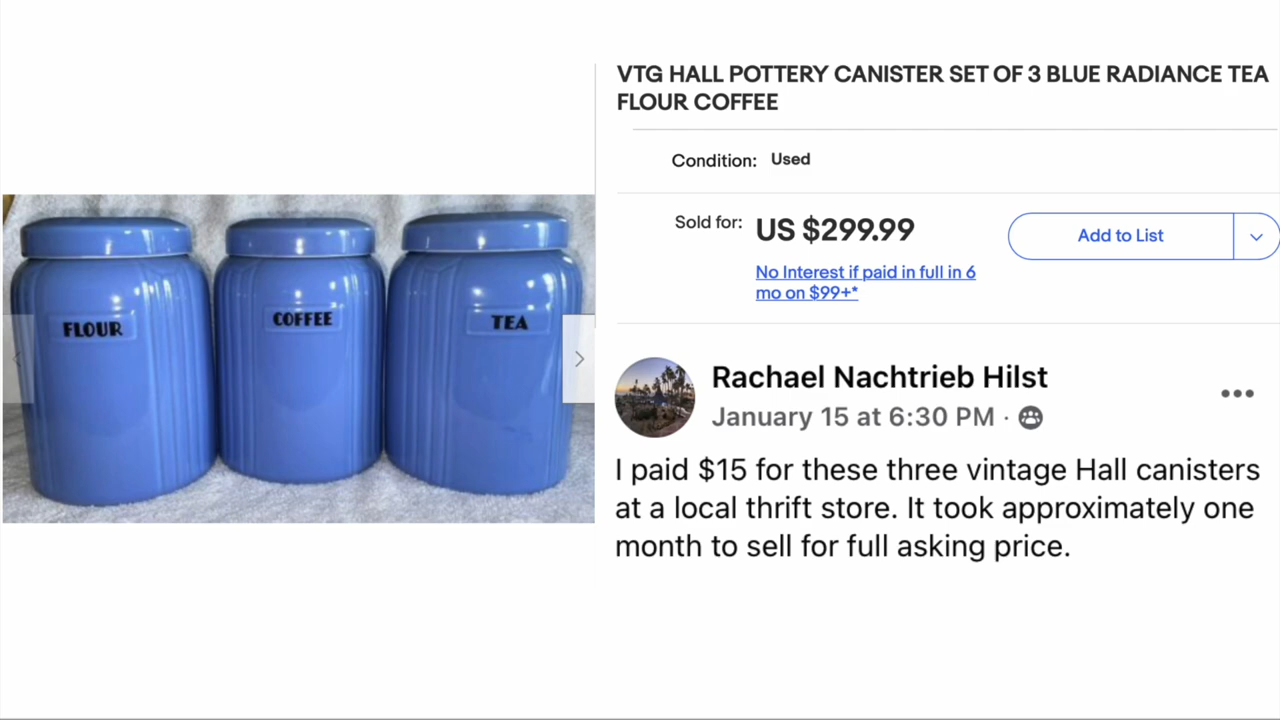 VTG HALL POTTERY CANISTER SET OF 3 BLUE RADIANCE TEA
FLOUR COFFEE
Condition: Used
Sold for: US $299.99
Add to List
No Interest if paid in full in 6
mo on $99+*
FLOUR
COFFEE
TEA
Rachael Nachtrieb Hilst
January 15 at 6:30 PM ·
I paid $15 for these three vintage Hall canisters
at a local thrift store. It took approximately one
month to sell for full asking price.